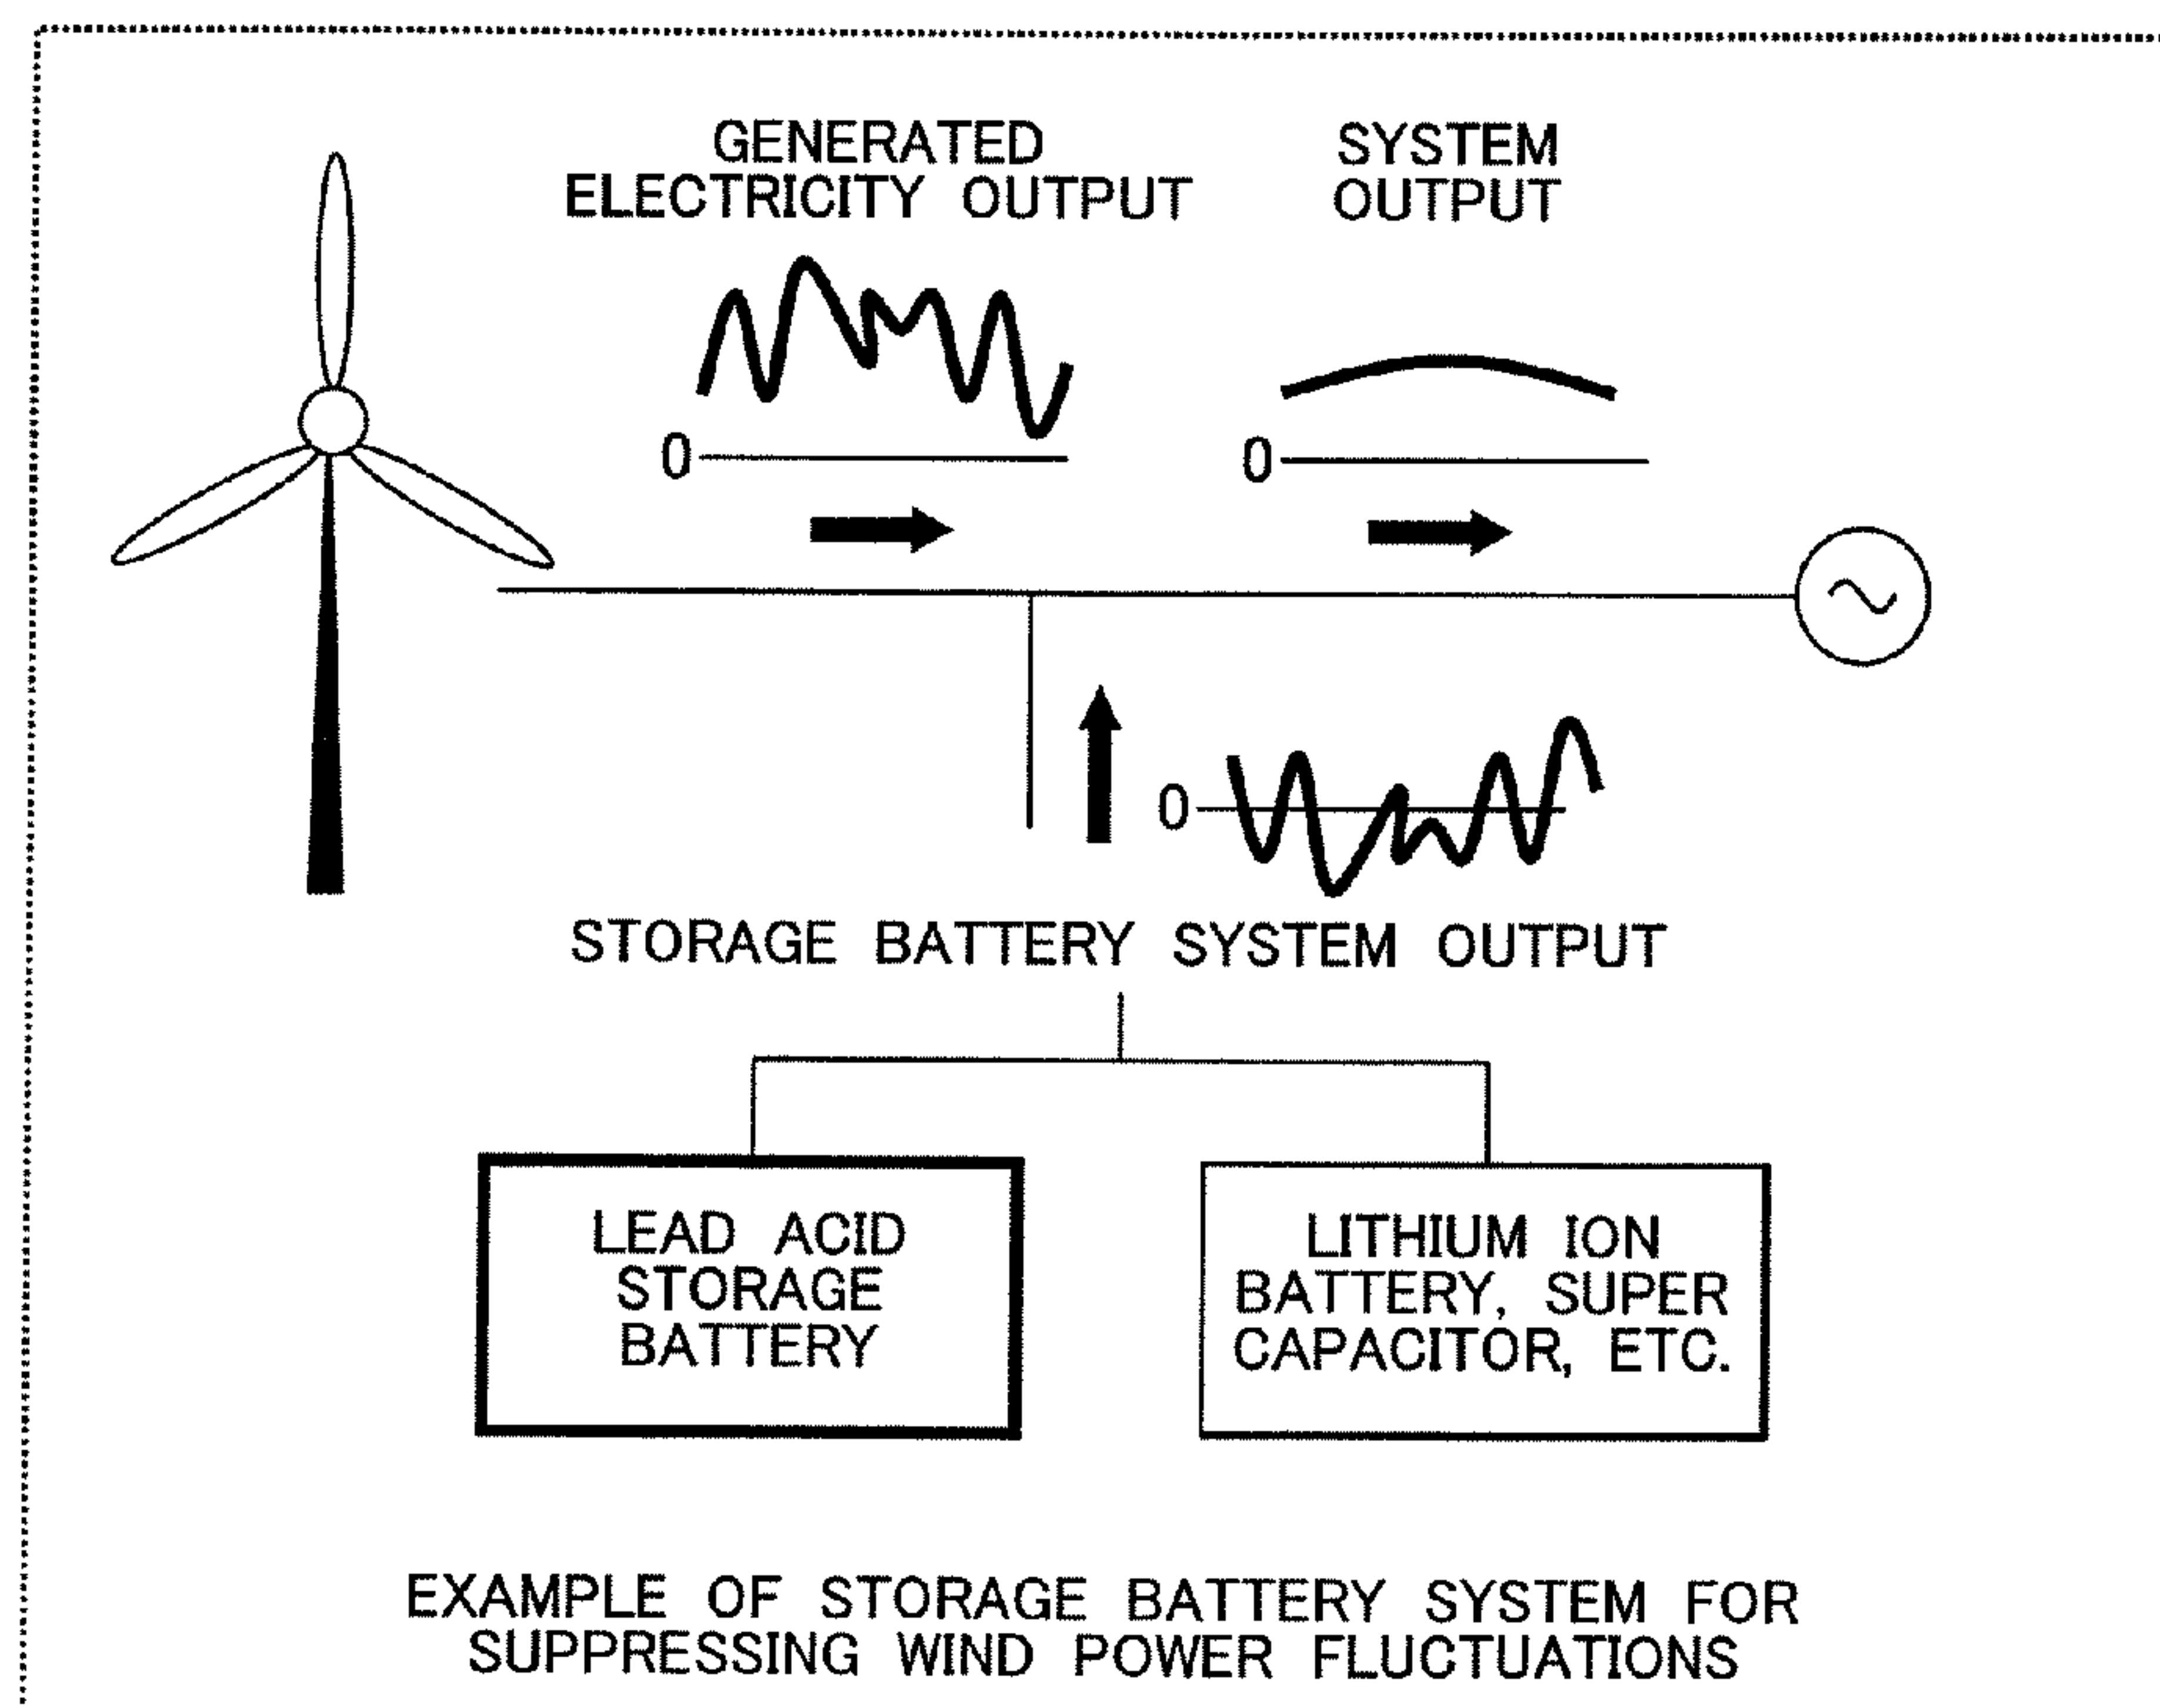 GENERATED
ELECTRICITY OUTPUT
SYSTEM
OUTPUT
0
0
0
STORAGE BATTERY SYSTEM OUTPUT
LEAD ACID
STORAGE
BATTERY
LITHIUM ION
BATTERY, SUPER
CAPACITOR, ETC.
EXAMPLE OF STORAGE BATTERY SYSTEM FOR
SUPPRESSING WIND POWER FLUCTUATIONS